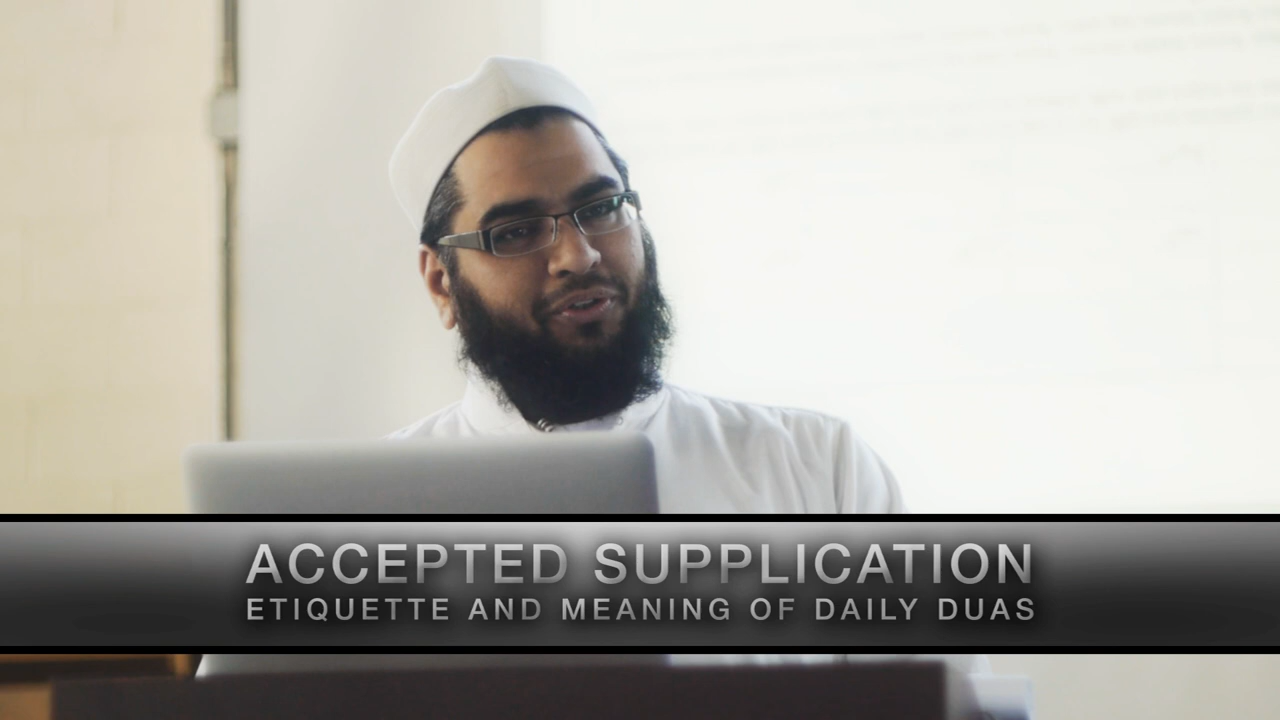 ACCEPTED SUPPLICATION
ETIQUETTE AND MEANING OF DAILY DUAS